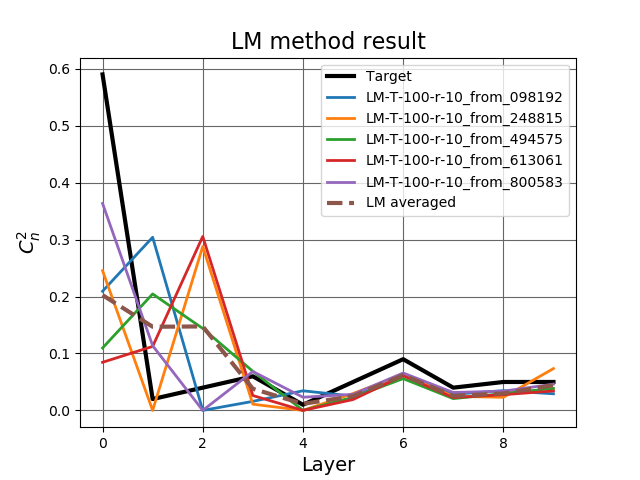 LM method result
Target
LM-T-100-r-10_from_098192
LM-T-100-r-10_from_248815
LM-T-100-r-10_from_494575
LM-T-100-r-10_from_613061
LM-T-100-r-10_from_800583
LM averaged
0.6
0.5
0.4
0.3
0.2
0.1
0.0
$C_n^2$
0 2 4 6 8
Layer